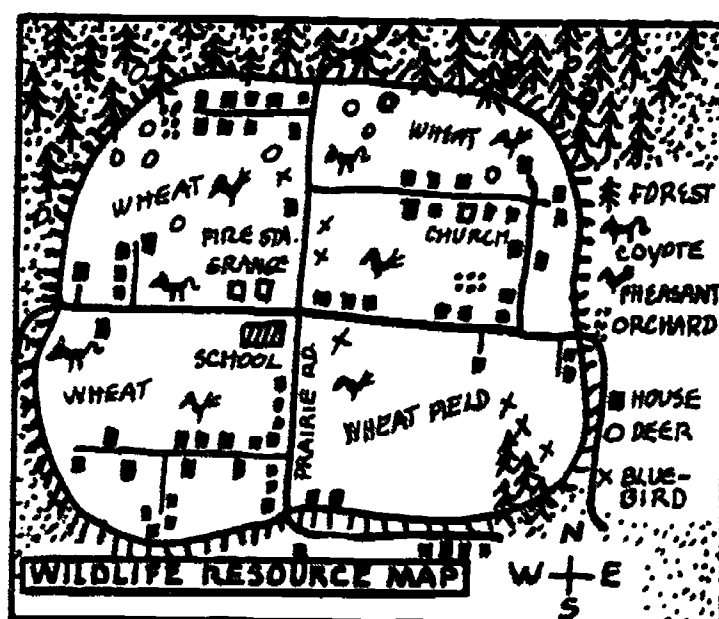 WHEAT
WHEAT
FIRE STA.
GRANGE
CHURCH
FOREST
COYOTE
PHEASANT
ORCHARD
SCHOOL
WHEAT
PRAIRIE RD.
WHEAT FIELD
HOUSE
DEER
BLUE-
BIRD
N
W E
S
WILDLIFE RESOURCE MAP